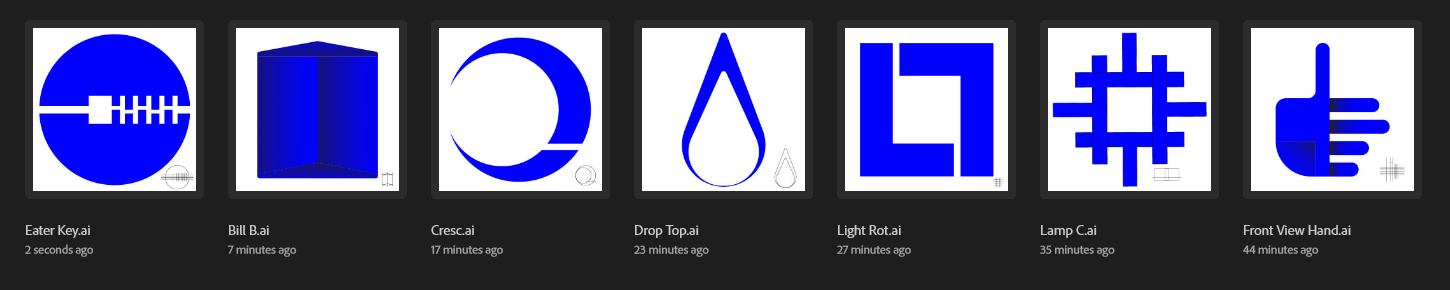 Eater Key.ai
2 seconds ago
Bill B.ai
7 minutes ago
Cresc.ai
17 minutes ago
Drop Top.ai
23 minutes ago
Light Rot.ai
27 minutes ago
Lamp C.ai
35 minutes ago
Front View Hand.ai
44 minutes ago